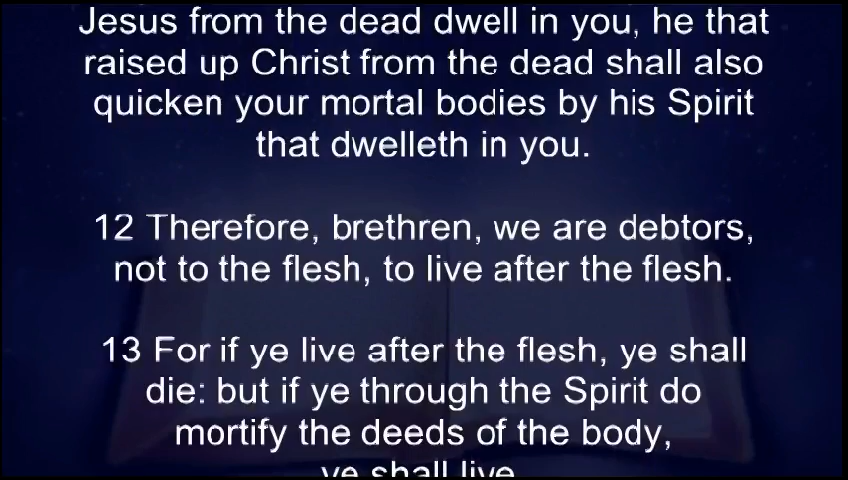 Jesus from the dead dwell in you, he that
raised up Christ from the dead shall also
quicken your mortal bodies by his Spirit
that dwelleth in you.
12 Therefore, brethren, we are debtors,
not to the flesh, to live after the flesh.
13 For if ye live after the flesh, ye shall
die: but if ye through the Spirit do
mortify the deeds of the body,
ye shall live